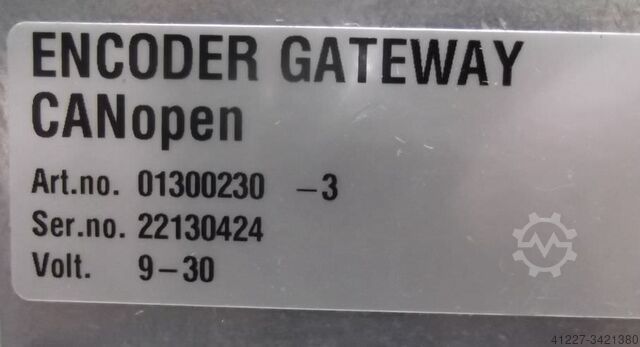 ENCODER GATEWAY
CANopen
Art.no. 01300230 -3
Ser.no. 22130424
Volt. 9-30
41227-3421380